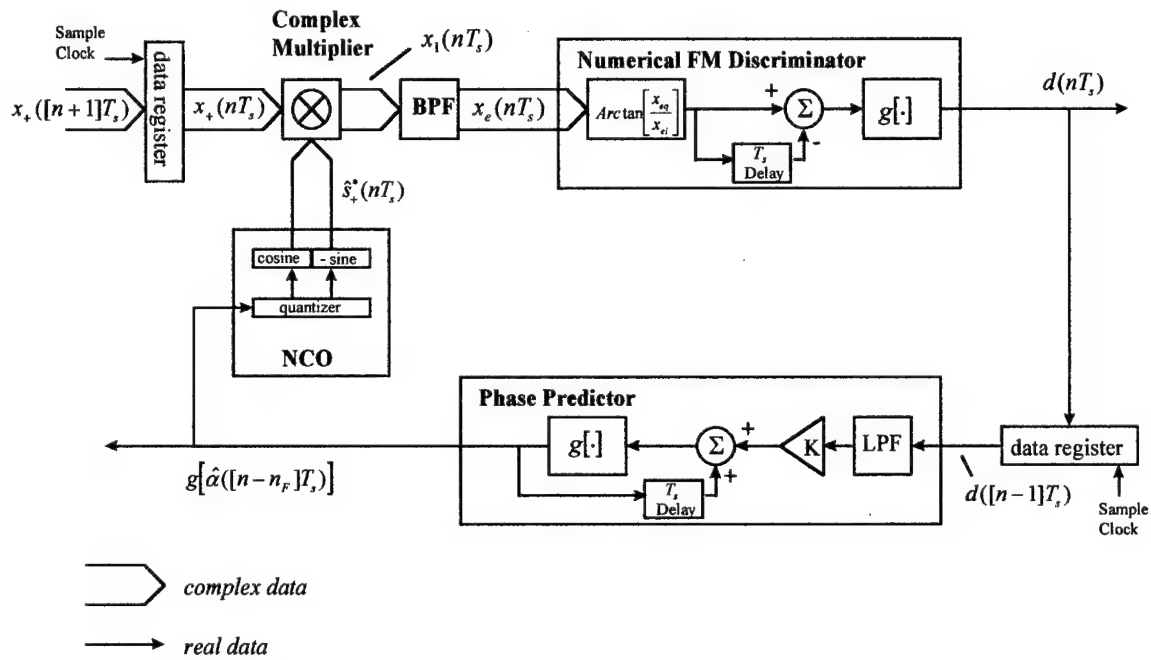 Sample
Clock
data register
x₊([n+1]Tₛ)
x₊(nTₛ)
Complex
Multiplier
x₁(nTₛ)
BPF
xₑ(nTₛ)
Numerical FM Discriminator
Arctan[x_eq/x_ei]
+
Σ
-
Tₛ
Delay
g[·]
d(nTₛ)
ŝ₊*(nTₛ)
cosine
- sine
quantizer
NCO
Phase Predictor
g[·]
Σ
+
+
Tₛ
Delay
K
LPF
data register
d([n-1]Tₛ)
Sample
Clock
g[α̂([n-n_F]Tₛ)]
complex data
real data